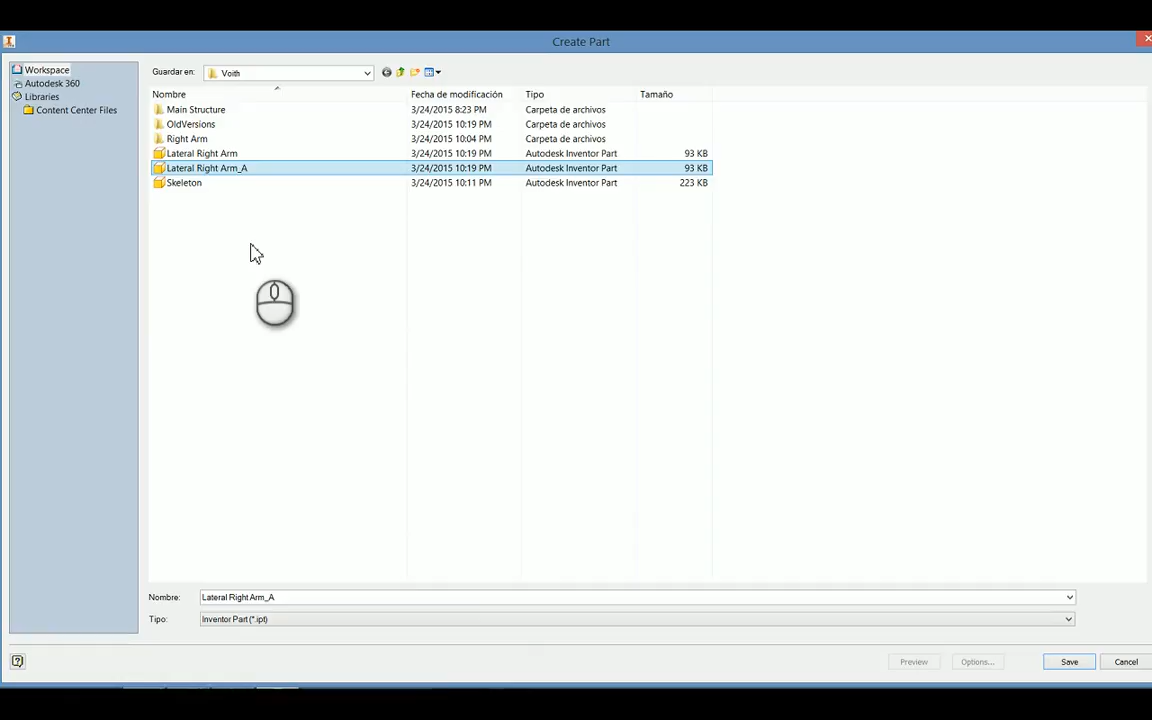 Create Part
Workspace
Autodesk 360
Libraries
Content Center Files
Guardar en: Voith
Nombre Fecha de modificación Tipo Tamaño
Main Structure 3/24/2015 8:23 PM Carpeta de archivos
OldVersions 3/24/2015 10:19 PM Carpeta de archivos
Right Arm 3/24/2015 10:04 PM Carpeta de archivos
Lateral Right Arm 3/24/2015 10:19 PM Autodesk Inventor Part 93 KB
Lateral Right Arm_A 3/24/2015 10:19 PM Autodesk Inventor Part 93 KB
Skeleton 3/24/2015 10:11 PM Autodesk Inventor Part 223 KB
Nombre: Lateral Right Arm_A
Tipo: Inventor Part (*.ipt)
Preview Options... Save Cancel